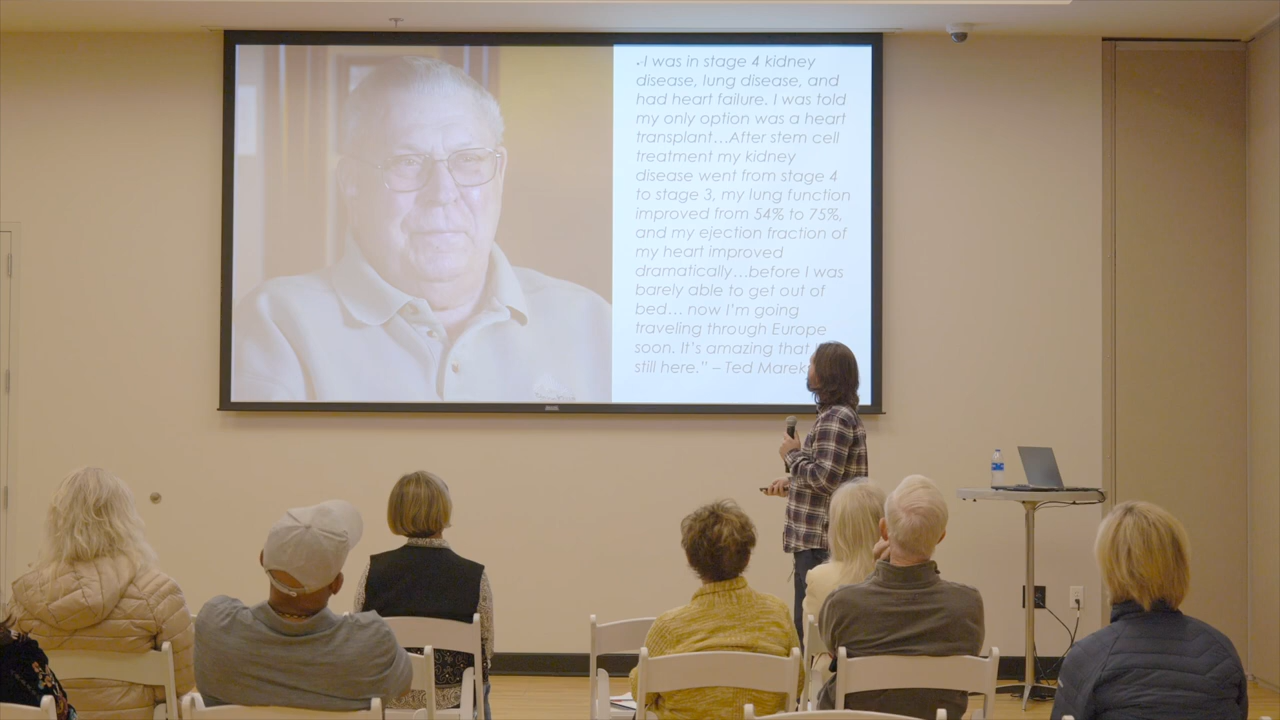 .I was in stage 4 kidney
disease, lung disease, and
had heart failure. I was told
my only option was a heart
transplant...After stem cell
treatment my kidney
disease went from stage 4
to stage 3, my lung function
improved from 54% to 75%,
and my ejection fraction of
my heart improved
dramatically...before I was
barely able to get out of
bed... now I'm going
traveling through Europe
soon. It's amazing that
still here." – Ted Marek